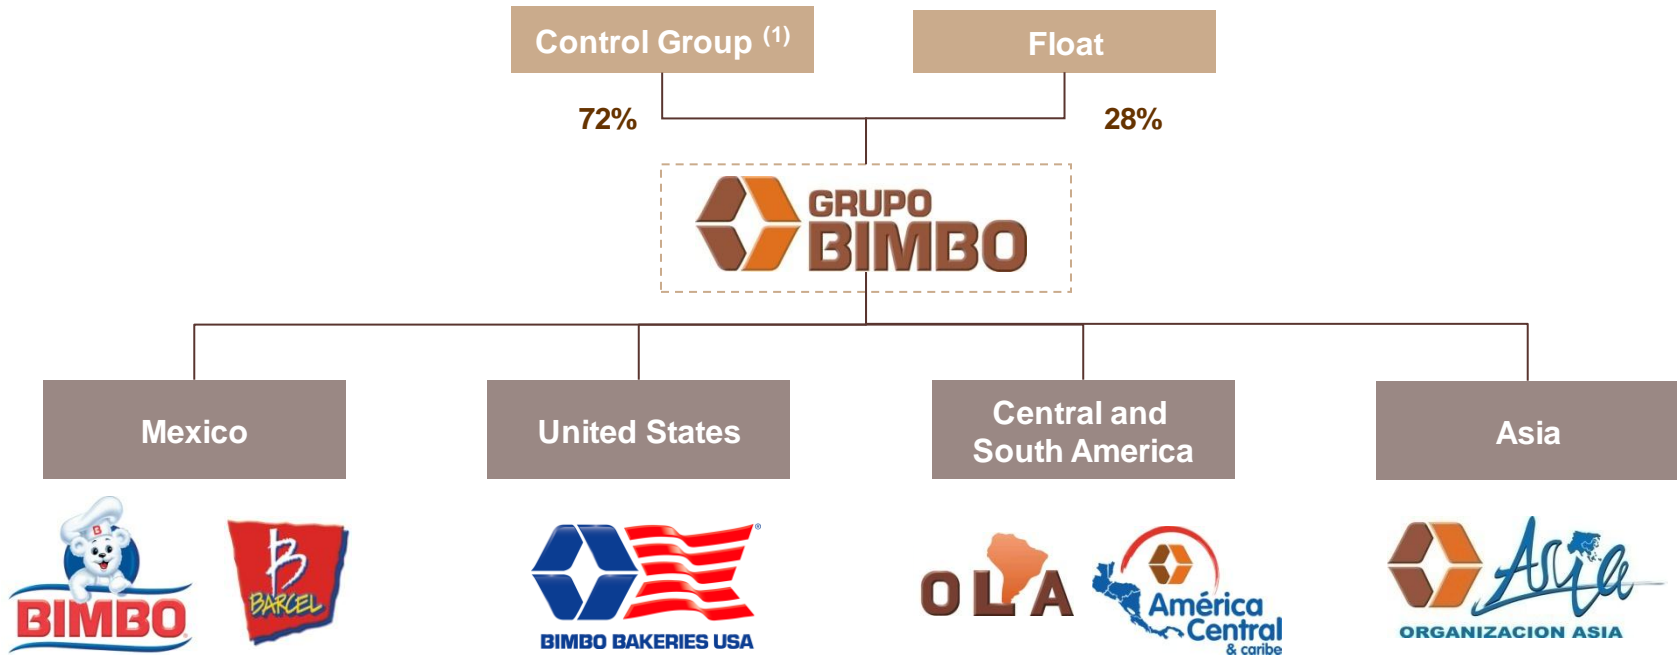 Control Group (1)
Float
72%
28%
GRUPO
BIMBO
Mexico
United States
Central and
South America
Asia
B
BIMBO
B
BARCEL
BIMBO BAKERIES USA
OLA
América
Central
& caribe
Asia
ORGANIZACION ASIA